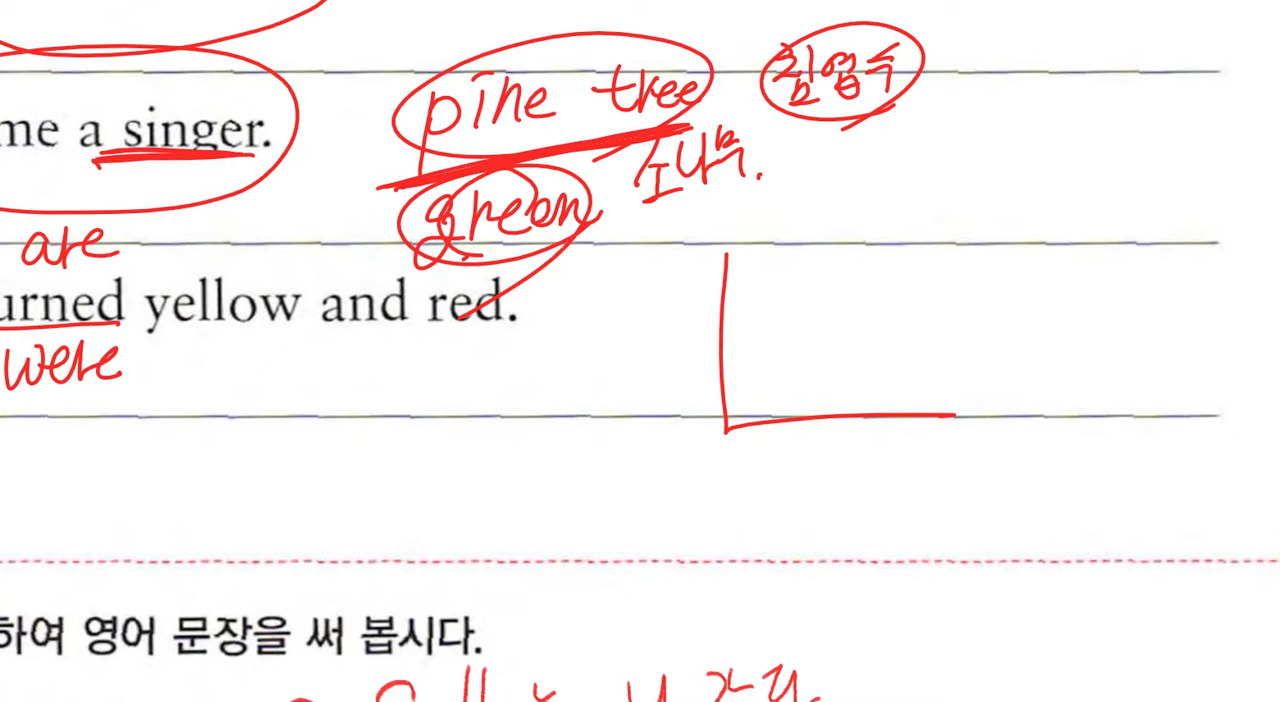 me a singer.
pine tree
침엽수
소나무.
green
are
urned yellow and red.
were
하여 영어 문장을 써 봅시다.